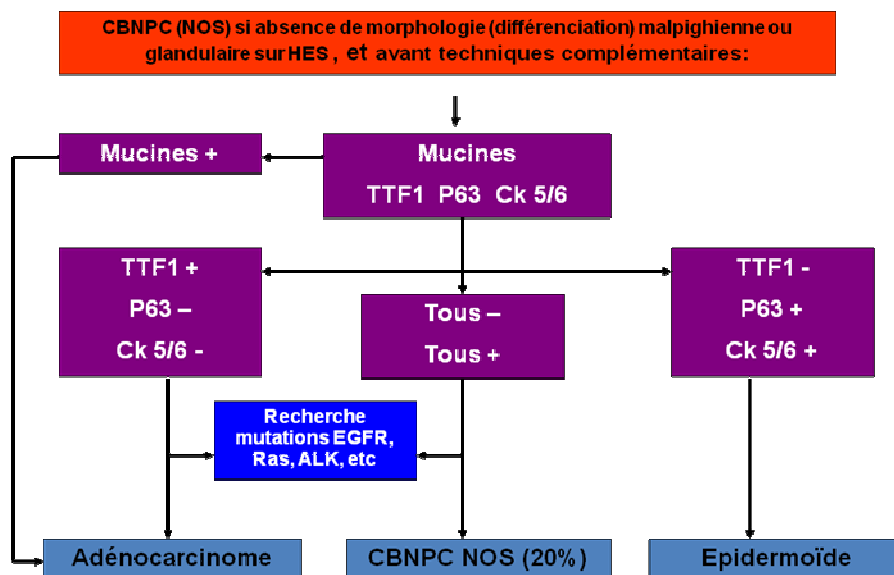 CBNPC (NOS) si absence de morphologie (différenciation) malpighienne ou
glandulaire sur HES , et avant techniques complémentaires:
Mucines +
Mucines
TTF1 P63 Ck 5/6
TTF1 +
P63 –
Ck 5/6 -
Tous –
Tous +
TTF1 -
P63 +
Ck 5/6 +
Recherche
mutations EGFR,
Ras, ALK, etc
Adénocarcinome
CBNPC NOS (20%)
Epidermoïde